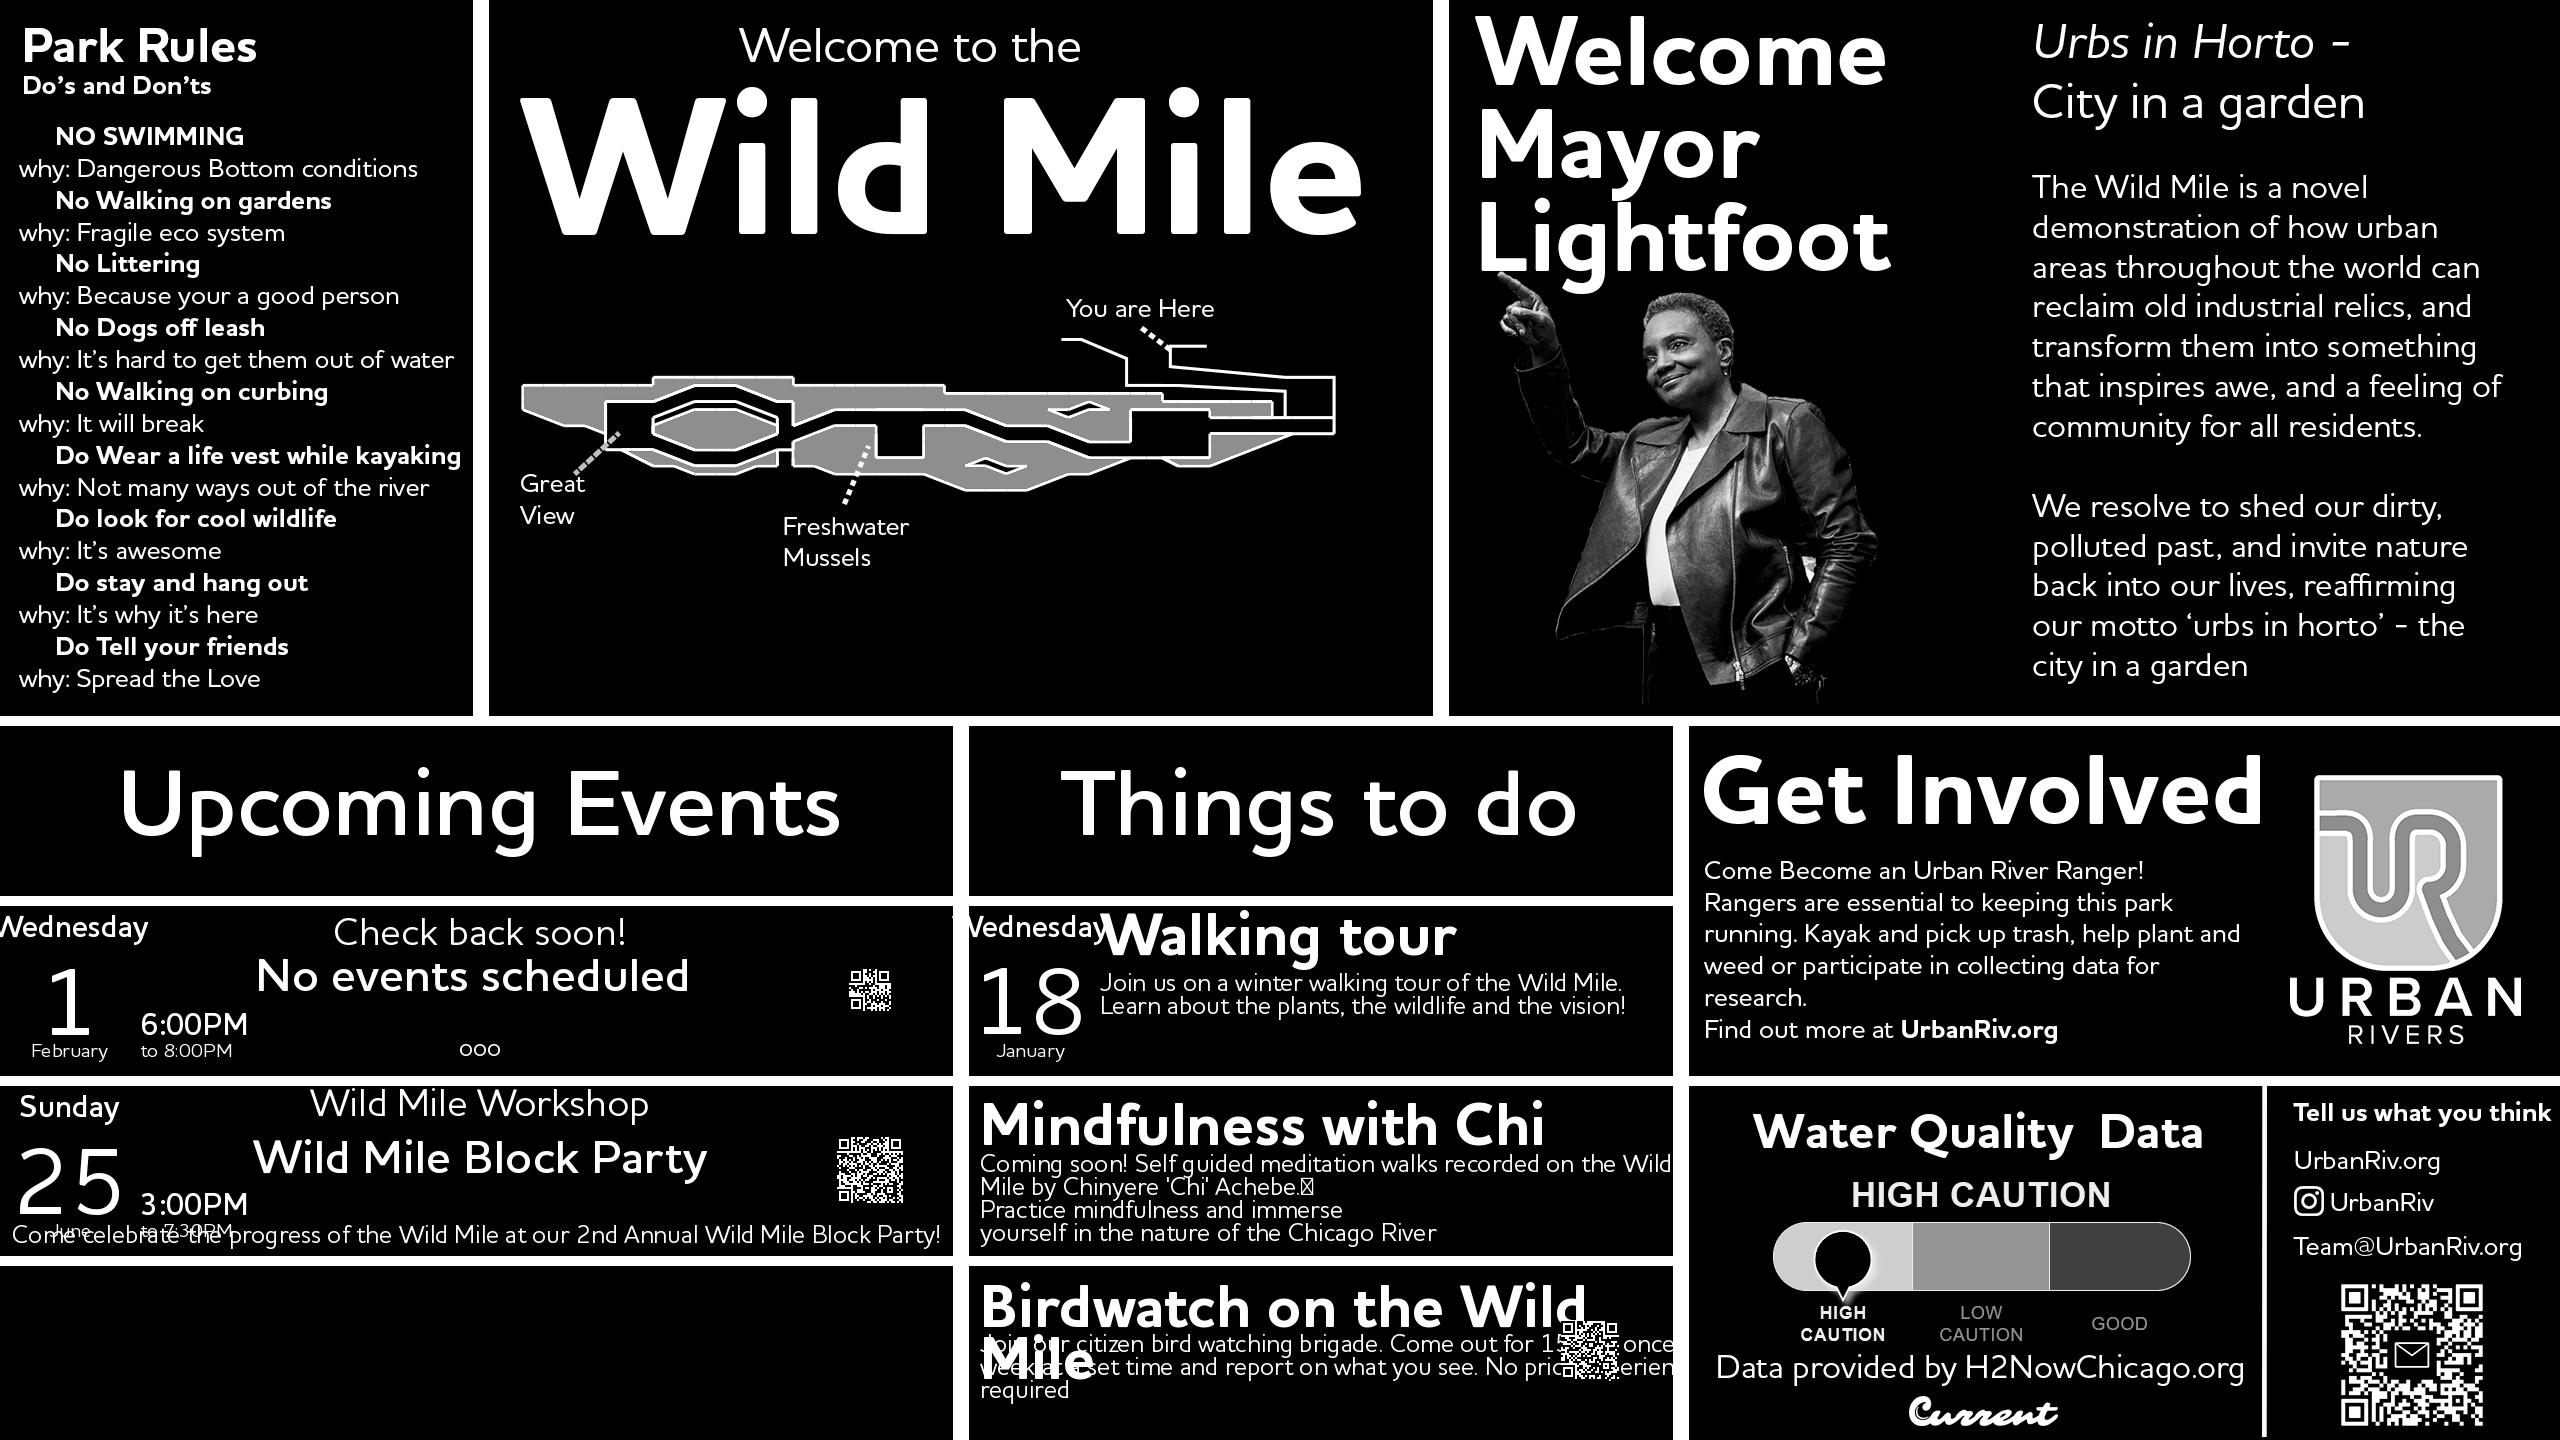 Park Rules
Do's and Don'ts
NO SWIMMING
why: Dangerous Bottom conditions
No Walking on gardens
why: Fragile eco system
No Littering
why: Because your a good person
No Dogs off leash
why: It's hard to get them out of water
No Walking on curbing
why: It will break
Do Wear a life vest while kayaking
why: Not many ways out of the river
Do look for cool wildlife
why: It's awesome
Do stay and hang out
why: It's why it's here
Do Tell your friends
why: Spread the Love
Welcome to the
Wild Mile
You are Here
Great
View
Freshwater
Mussels
Welcome
Mayor
Lightfoot
Urbs in Horto -
City in a garden
The Wild Mile is a novel
demonstration of how urban
areas throughout the world can
reclaim old industrial relics, and
transform them into something
that inspires awe, and a feeling of
community for all residents.
We resolve to shed our dirty,
polluted past, and invite nature
back into our lives, reaffirming
our motto ‘urbs in horto’ - the
city in a garden
Upcoming Events
Wednesday
1
February
6:00PM
to 8:00PM
Check back soon!
No events scheduled
ooo
Sunday
25
June
3:00PM
to 7:30PM
Wild Mile Workshop
Wild Mile Block Party
Come celebrate the progress of the Wild Mile at our 2nd Annual Wild Mile Block Party!
Things to do
Wednesday
18
January
Walking tour
Join us on a winter walking tour of the Wild Mile.
Learn about the plants, the wildlife and the vision!
Mindfulness with Chi
Coming soon! Self guided meditation walks recorded on the Wild
Mile by Chinyere 'Chi' Achebe.
Practice mindfulness and immerse
yourself in the nature of the Chicago River
Birdwatch on the Wild
Mile
Join our citizen bird watching brigade. Come out for once
week at set time and report on what you see. No
required
Get Involved
Come Become an Urban River Ranger!
Rangers are essential to keeping this park
running. Kayak and pick up trash, help plant and
weed or participate in collecting data for
research.
Find out more at UrbanRiv.org
UR
URBAN
RIVERS
Water Quality Data
HIGH CAUTION
HIGH
CAUTION
LOW
CAUTION
GOOD
Data provided by H2NowChicago.org
Current
Tell us what you think
UrbanRiv.org
UrbanRiv
Team@UrbanRiv.org